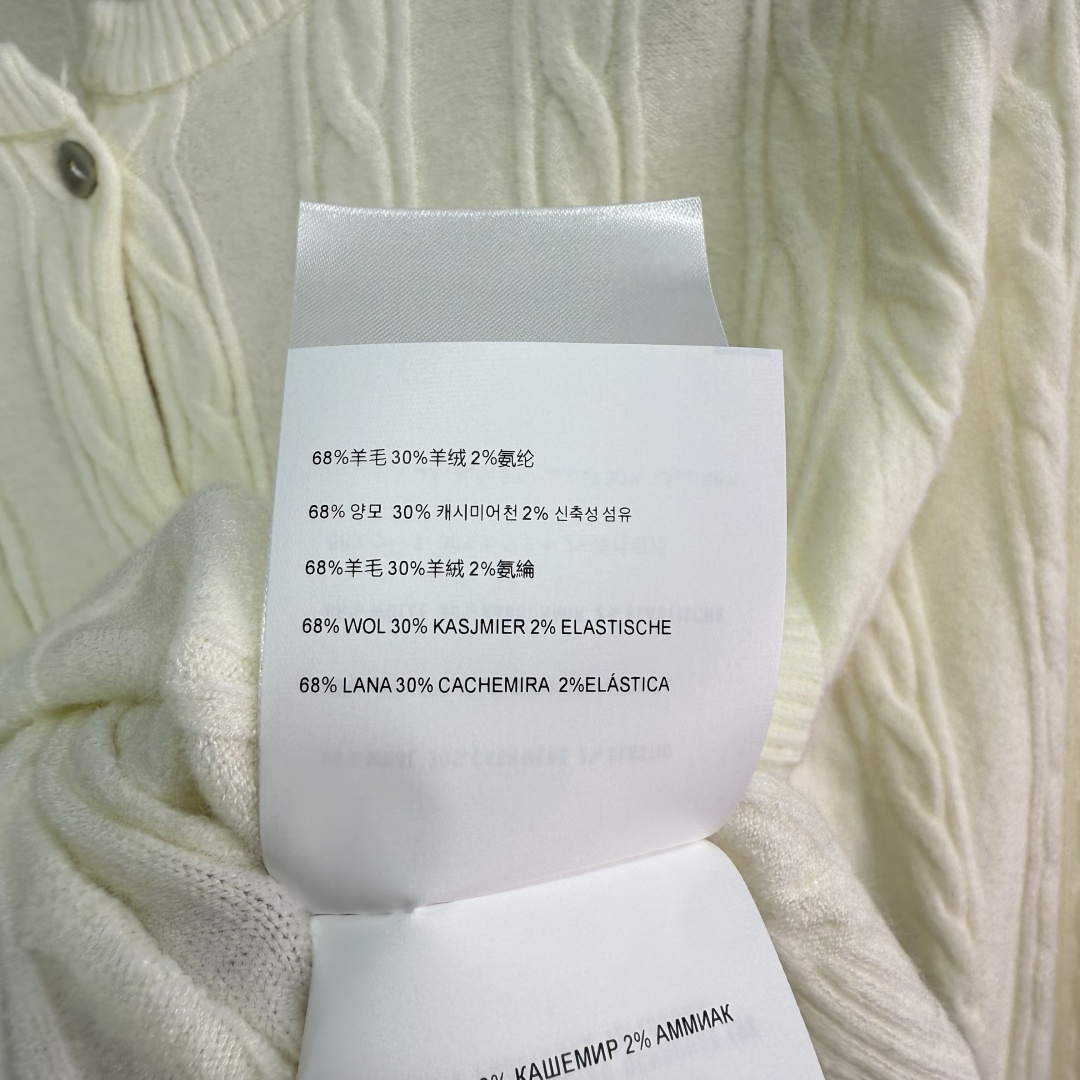 68%羊毛 30%羊绒 2%氨纶
68% 양모 30% 캐시미어천 2% 신축성 섬유
68%羊毛 30%羊絨 2%氨綸
68% WOL 30% KASJMIER 2% ELASTISCHE
68% LANA 30% CACHEMIRA 2%ELÁSTICA
КАШЕМИР 2% АММИАК